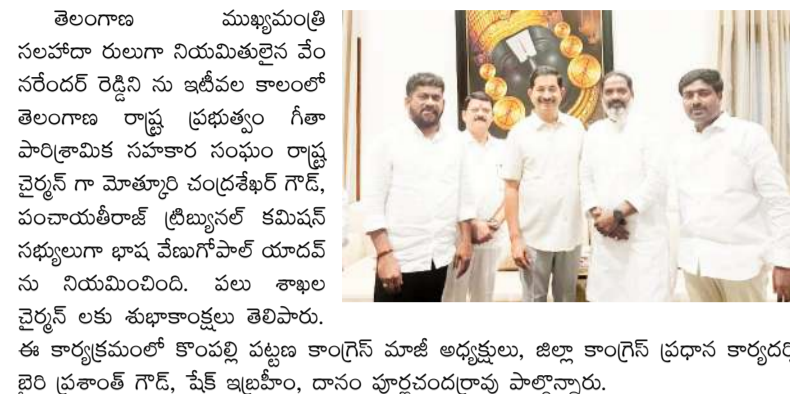 తెలంగాణ ముఖ్యమంత్రి
సలహాదా రులుగా నియమితులైన వేం
నరేందర్ రెడ్డిని ను ఇటీవల కాలంలో
తెలంగాణ రాష్ట్ర ప్రభుత్వం గీతా
పారిశ్రామిక సహకార సంఘం రాష్ట్ర
చైర్మన్ గా మోత్కూరి చంద్రశేఖర్ గౌడ్,
పంచాయతీరాజ్ ట్రిబ్యునల్ కమిషన్
సభ్యులుగా భాష వేణుగోపాల్ యాదవ్
ను నియమించింది. పలు శాఖల
చైర్మన్ లకు శుభాకాంక్షలు తెలిపారు.
ఈ కార్యక్రమంలో కొంపల్లి పట్టణ కాంగ్రెస్ మాజీ అధ్యక్షులు, జిల్లా కాంగ్రెస్ ప్రధాన కార్యదర్శి
బైరి ప్రశాంత్ గౌడ్, షేక్ ఇబ్రహీం, దానం పూర్ణచందర్రావు పాల్గొన్నారు.